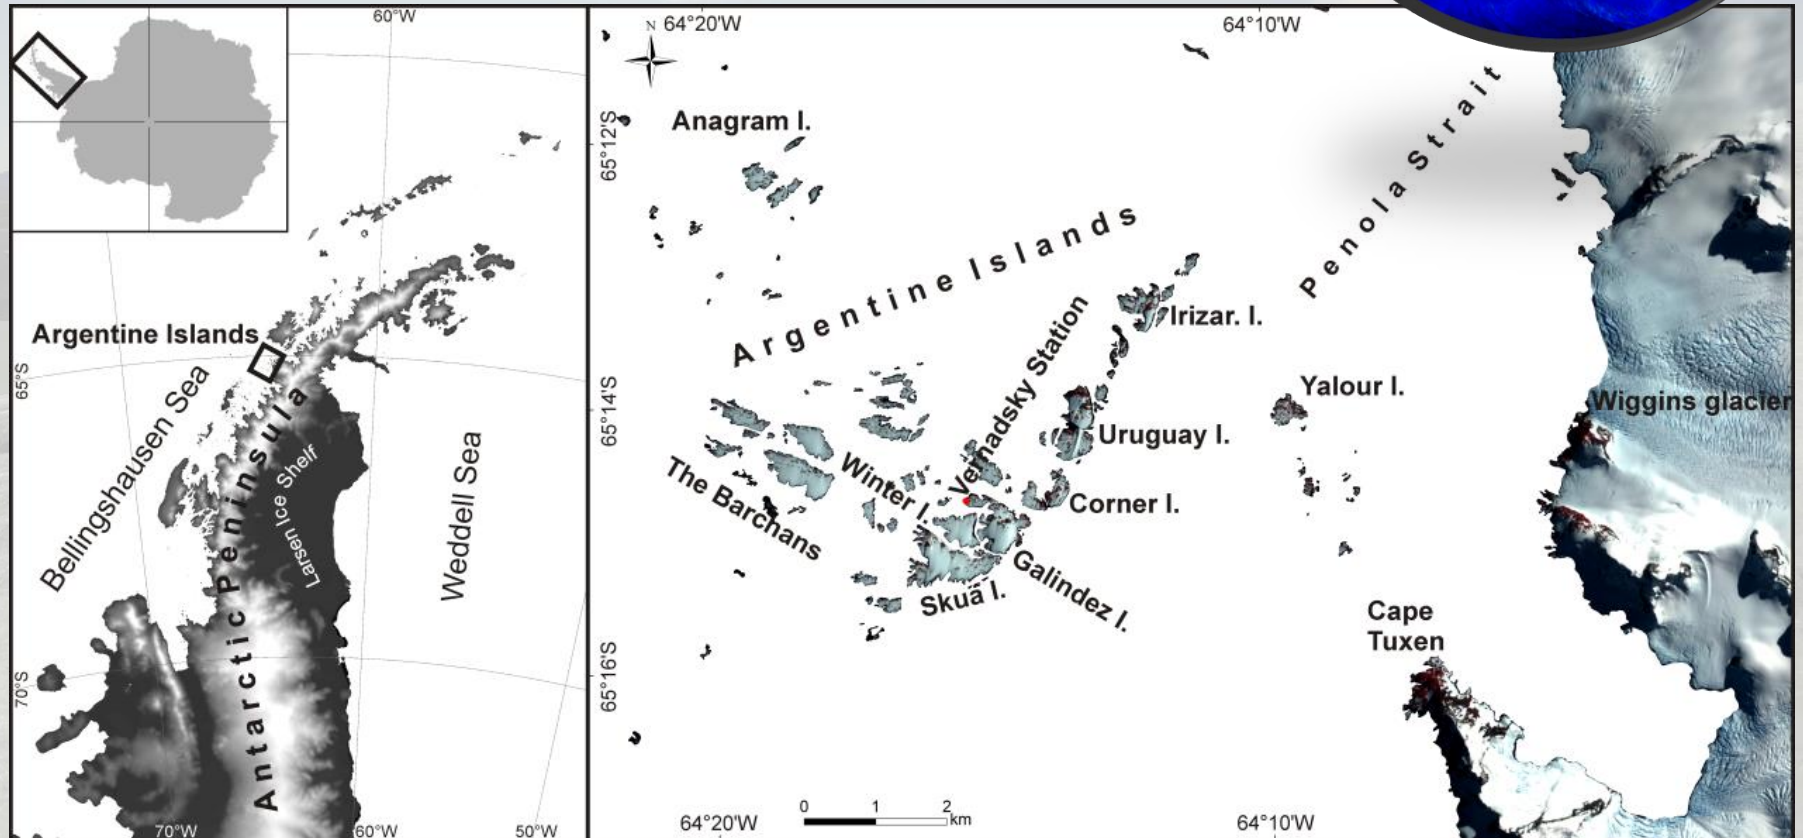 60°W
Argentine Islands
65°S
Bellingshausen Sea
Antarctic Peninsula
Larsen Ice Shelf
Weddell Sea
70°S
70°W
60°W
50°W
N
64°20'W
64°10'W
65°12'S
Anagram I.
Penola Strait
Argentine Islands
Irizar. I.
Vernadsky Station
65°14'S
Yalour I.
Wiggins glacier
Uruguay I.
The Barchans
Winter I.
Corner I.
Galindez I.
Skuã I.
Cape
Tuxen
65°16'S
0 1 2
km
64°20'W
64°10'W